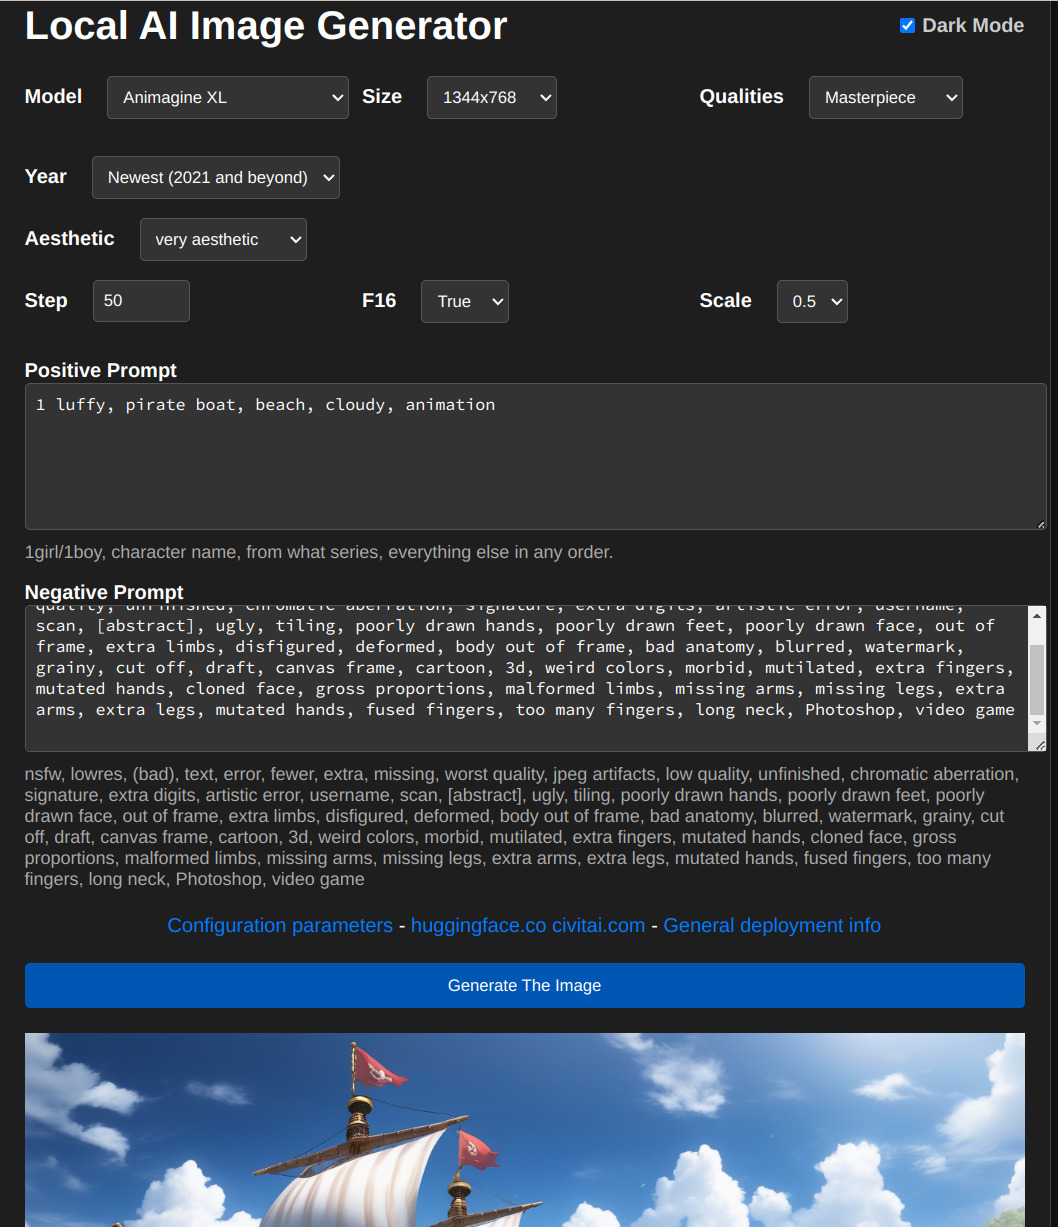 Local AI Image Generator
Dark Mode
Model Animagine XL Size 1344x768 Qualities Masterpiece
Year Newest (2021 and beyond)
Aesthetic very aesthetic
Step 50 F16 True Scale 0.5
Positive Prompt
1 luffy, pirate boat, beach, cloudy, animation
1girl/1boy, character name, from what series, everything else in any order.
Negative Prompt
quality, unfinished, chromatic aberration, signature, extra digits, artistic error, username,
scan, [abstract], ugly, tiling, poorly drawn hands, poorly drawn feet, poorly drawn face, out of
frame, extra limbs, disfigured, deformed, body out of frame, bad anatomy, blurred, watermark,
grainy, cut off, draft, canvas frame, cartoon, 3d, weird colors, morbid, mutilated, extra fingers,
mutated hands, cloned face, gross proportions, malformed limbs, missing arms, missing legs, extra
arms, extra legs, mutated hands, fused fingers, too many fingers, long neck, Photoshop, video game
nsfw, lowres, (bad), text, error, fewer, extra, missing, worst quality, jpeg artifacts, low quality, unfinished, chromatic aberration,
signature, extra digits, artistic error, username, scan, [abstract], ugly, tiling, poorly drawn hands, poorly drawn feet, poorly
drawn face, out of frame, extra limbs, disfigured, deformed, body out of frame, bad anatomy, blurred, watermark, grainy, cut
off, draft, canvas frame, cartoon, 3d, weird colors, morbid, mutilated, extra fingers, mutated hands, cloned face, gross
proportions, malformed limbs, missing arms, missing legs, extra arms, extra legs, mutated hands, fused fingers, too many
fingers, long neck, Photoshop, video game
Configuration parameters - huggingface.co civitai.com - General deployment info
Generate The Image